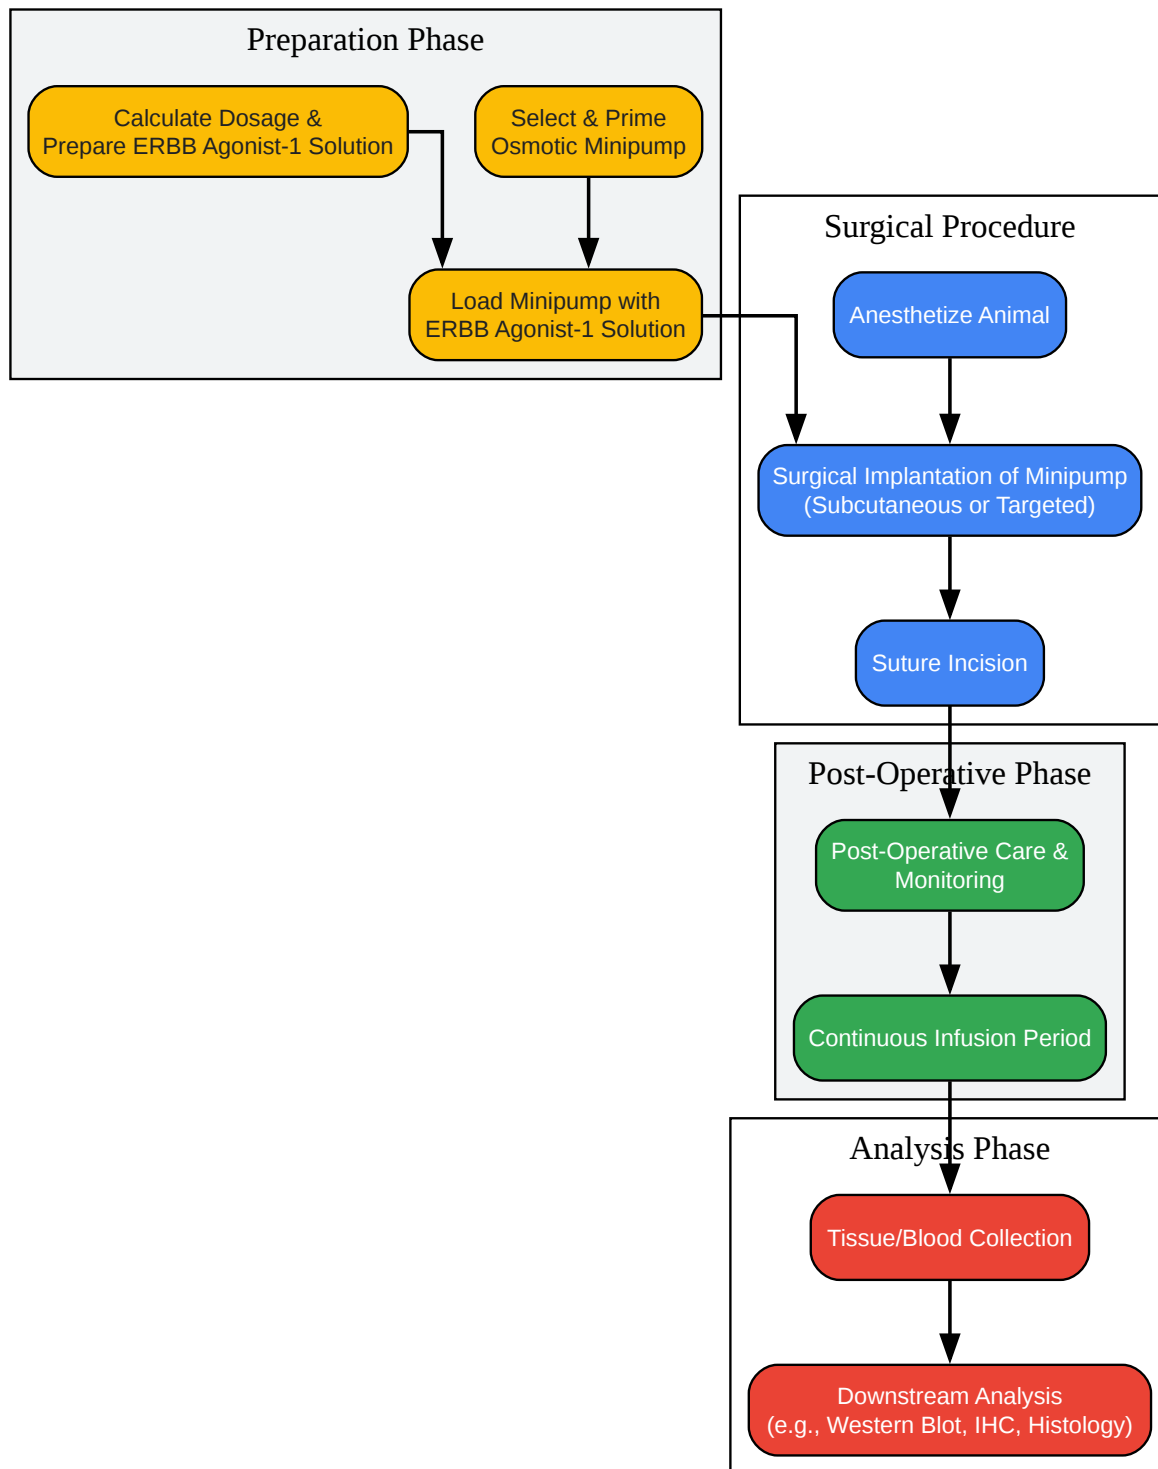 Preparation Phase
Calculate Dosage &
Prepare ERBB Agonist-1 Solution
Select & Prime
Osmotic Minipump
Load Minipump with
ERBB Agonist-1 Solution
Surgical Procedure
Anesthetize Animal
Surgical Implantation of Minipump
(Subcutaneous or Targeted)
Suture Incision
Post-Operative Phase
Post-Operative Care &
Monitoring
Continuous Infusion Period
Analysis Phase
Tissue/Blood Collection
Downstream Analysis
(e.g., Western Blot, IHC, Histology)